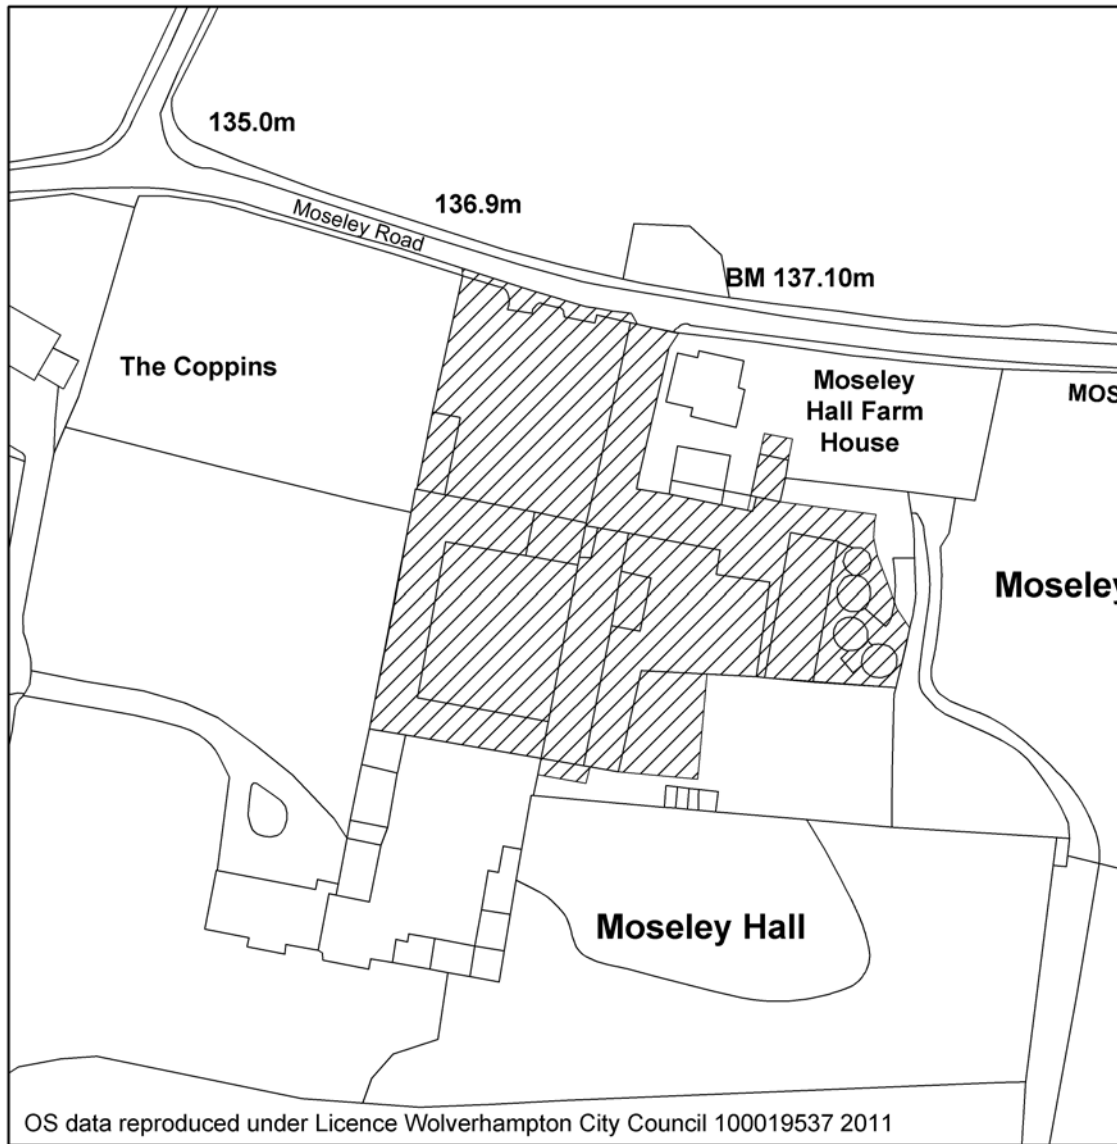 135.0m
136.9m
Moseley Road
BM 137.10m
The Coppins
Moseley
Hall Farm
House
MOS
Moseley
Moseley Hall
OS data reproduced under Licence Wolverhampton City Council 100019537 2011